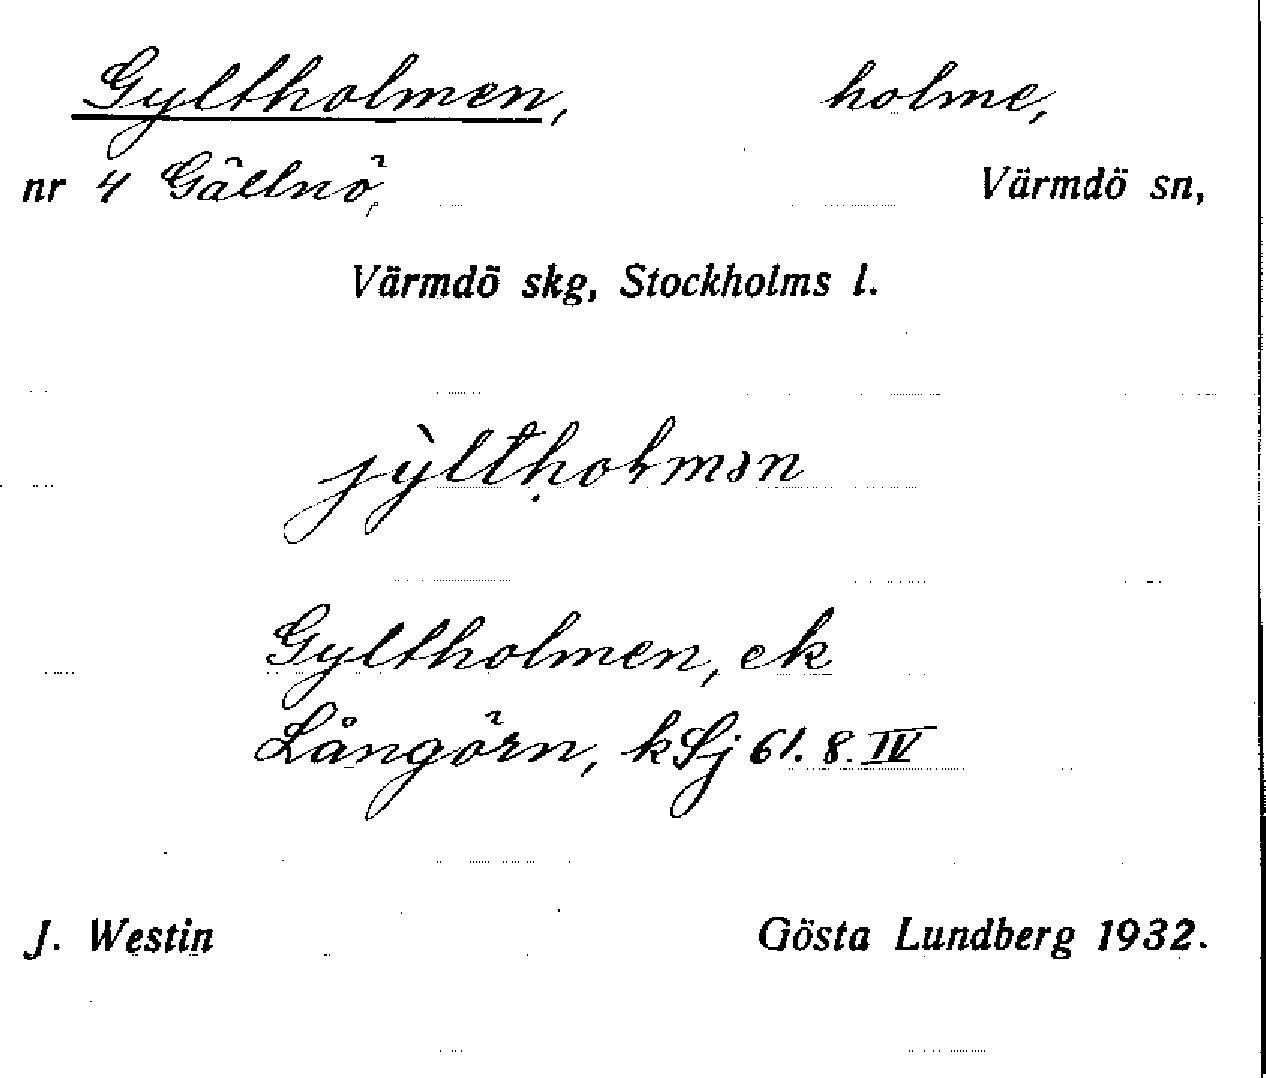 Gyltholmen, holme,
nr 4 Gällnö, Värmdö sn,
Värmdö skg, Stockholms l.
jỳltḥoɫmən
Gyltholmen, ek
Långörn, kSj 61. 8. IV
J. Westin Gösta Lundberg 1932.